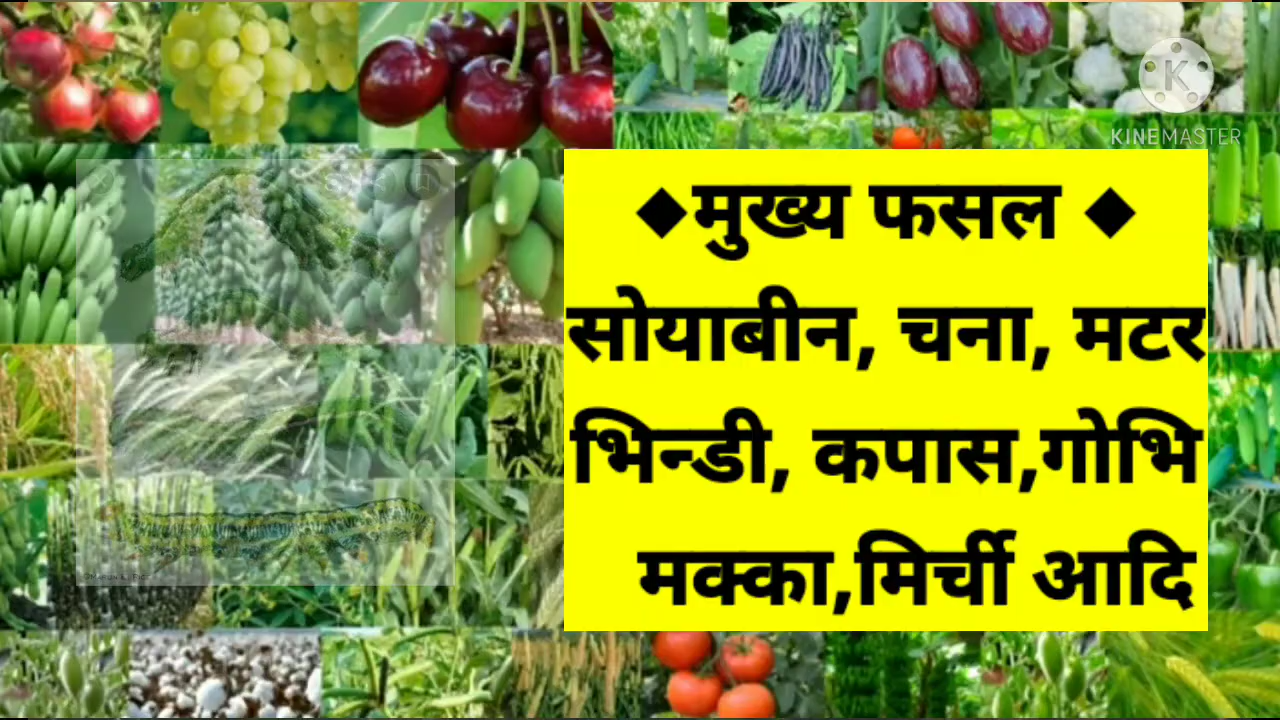 K
KINEMASTER
◆मुख्य फसल ◆
सोयाबीन, चना, मटर
भिन्डी, कपास,गोभि
मक्का,मिर्ची आदि